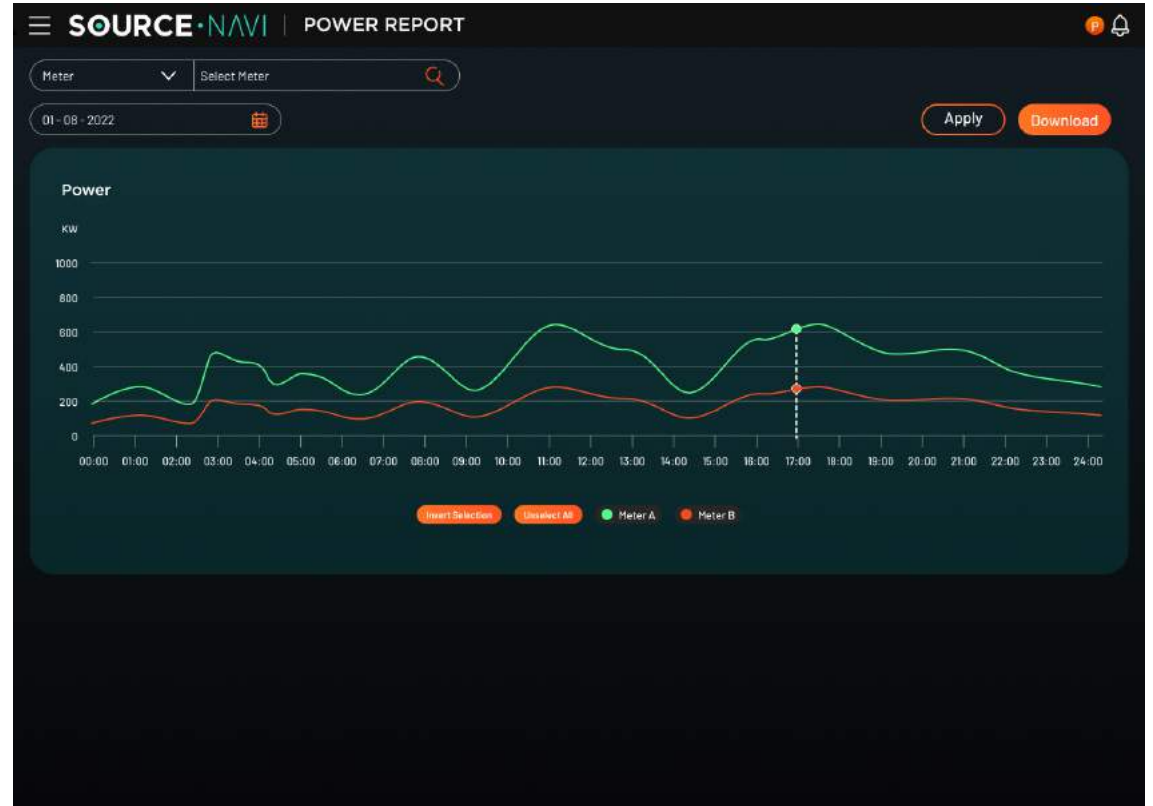 SOURCE·NAVI | POWER REPORT
Meter Select Meter
01-08-2022 Apply Download
Power
KW
1000
800
600
400
200
0
00:00 01:00 02:00 03:00 04:00 05:00 06:00 07:00 08:00 09:00 10:00 11:00 12:00 13:00 14:00 15:00 16:00 17:00 18:00 19:00 20:00 21:00 22:00 23:00 24:00
Invert Selection Unselect All Meter A Meter B